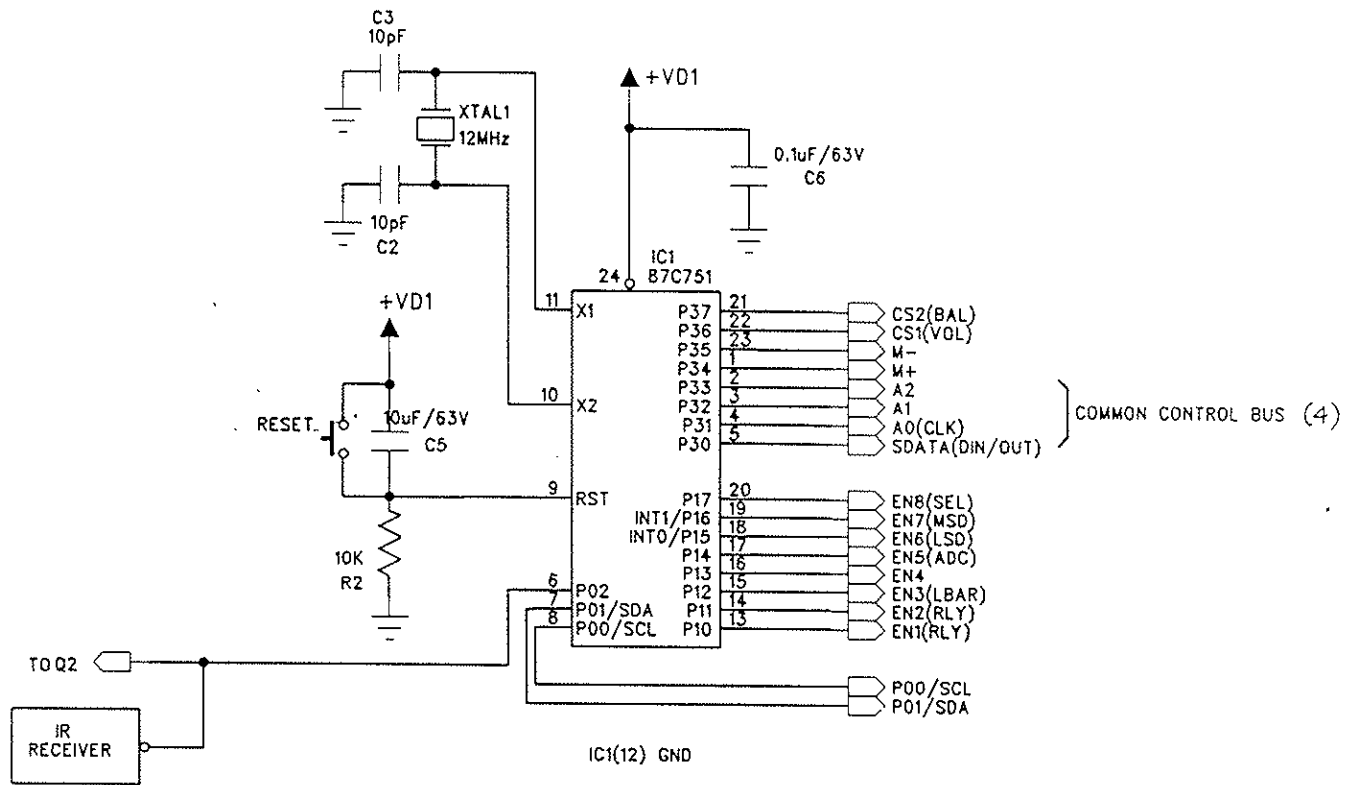 C3
10pF
XTAL1
12MHz
10pF
C2
+VD1
0.1uF/63V
C6
IC1
87C751
24
+VD1
RESET
10uF/63V
C5
10K
R2
11 X1
10 X2
9 RST
6 P02
7 P01/SDA
8 P00/SCL
P37 21 CS2(BAL)
P36 22 CS1(VOL)
P35 23 M-
P34 1 M+
P33 2 A2
P32 3 A1
P31 4 A0(CLK)
P30 5 SDATA(DIN/OUT)
COMMON CONTROL BUS (4)
P17 20 EN8(SEL)
INT1/P16 19 EN7(MSD)
INT0/P15 18 EN6(LSD)
P14 17 EN5(ADC)
P13 16 EN4
P12 15 EN3(LBAR)
P11 14 EN2(RLY)
P10 13 EN1(RLY)
P00/SCL
P01/SDA
TO Q2
IR
RECEIVER
IC1(12) GND